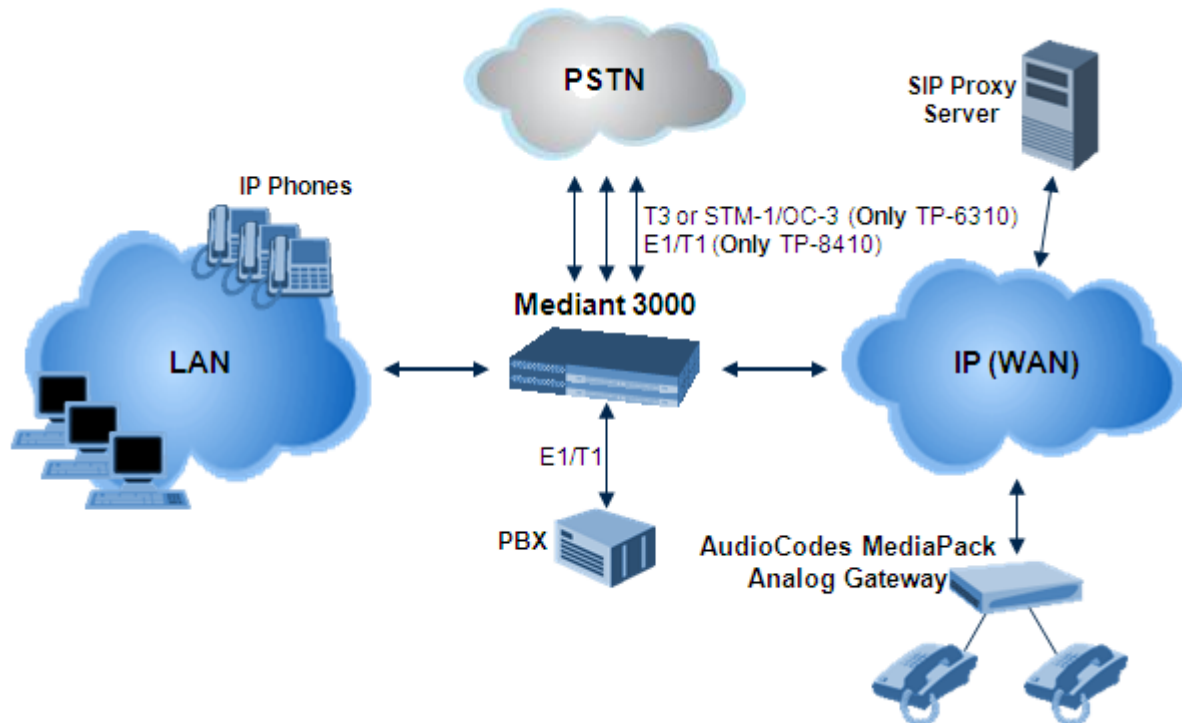 PSTN
SIP Proxy
Server
IP Phones
T3 or STM-1/OC-3 (Only TP-6310)
E1/T1 (Only TP-8410)
Mediant 3000
LAN
IP (WAN)
E1/T1
PBX
AudioCodes MediaPack
Analog Gateway